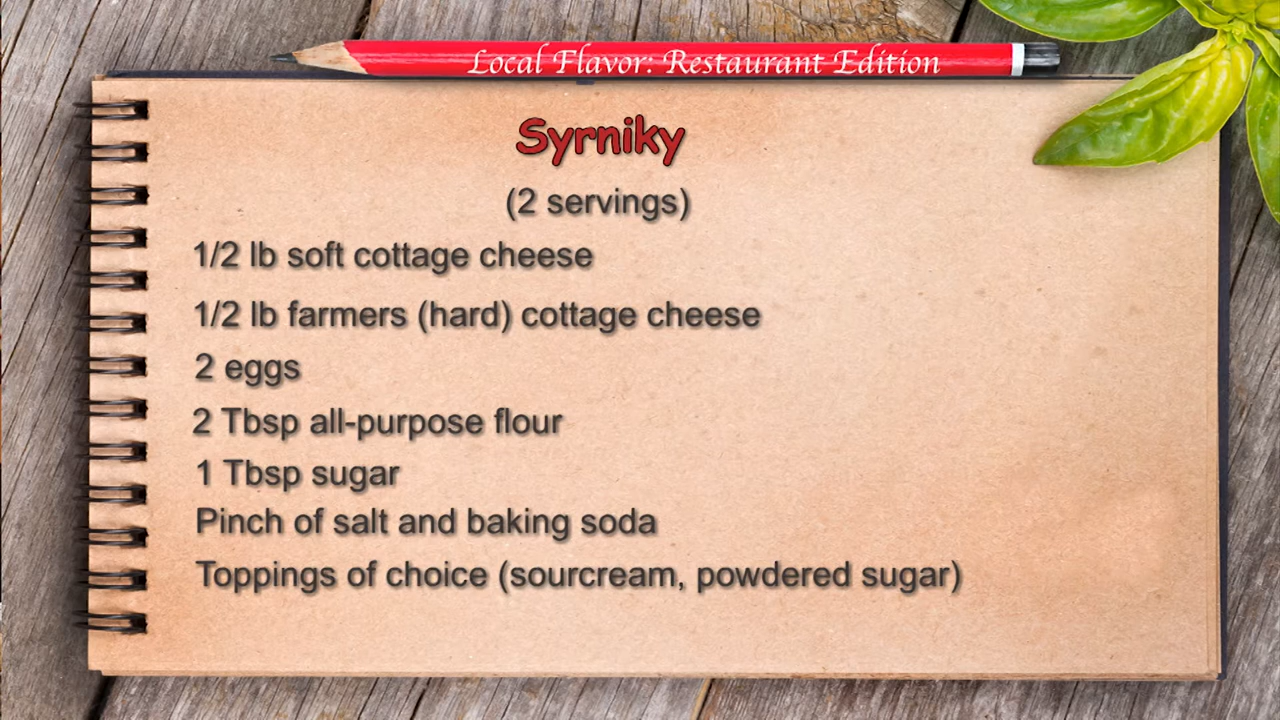 Local Flavor: Restaurant Edition
Syrniky
(2 servings)
1/2 lb soft cottage cheese
1/2 lb farmers (hard) cottage cheese
2 eggs
2 Tbsp all-purpose flour
1 Tbsp sugar
Pinch of salt and baking soda
Toppings of choice (sourcream, powdered sugar)